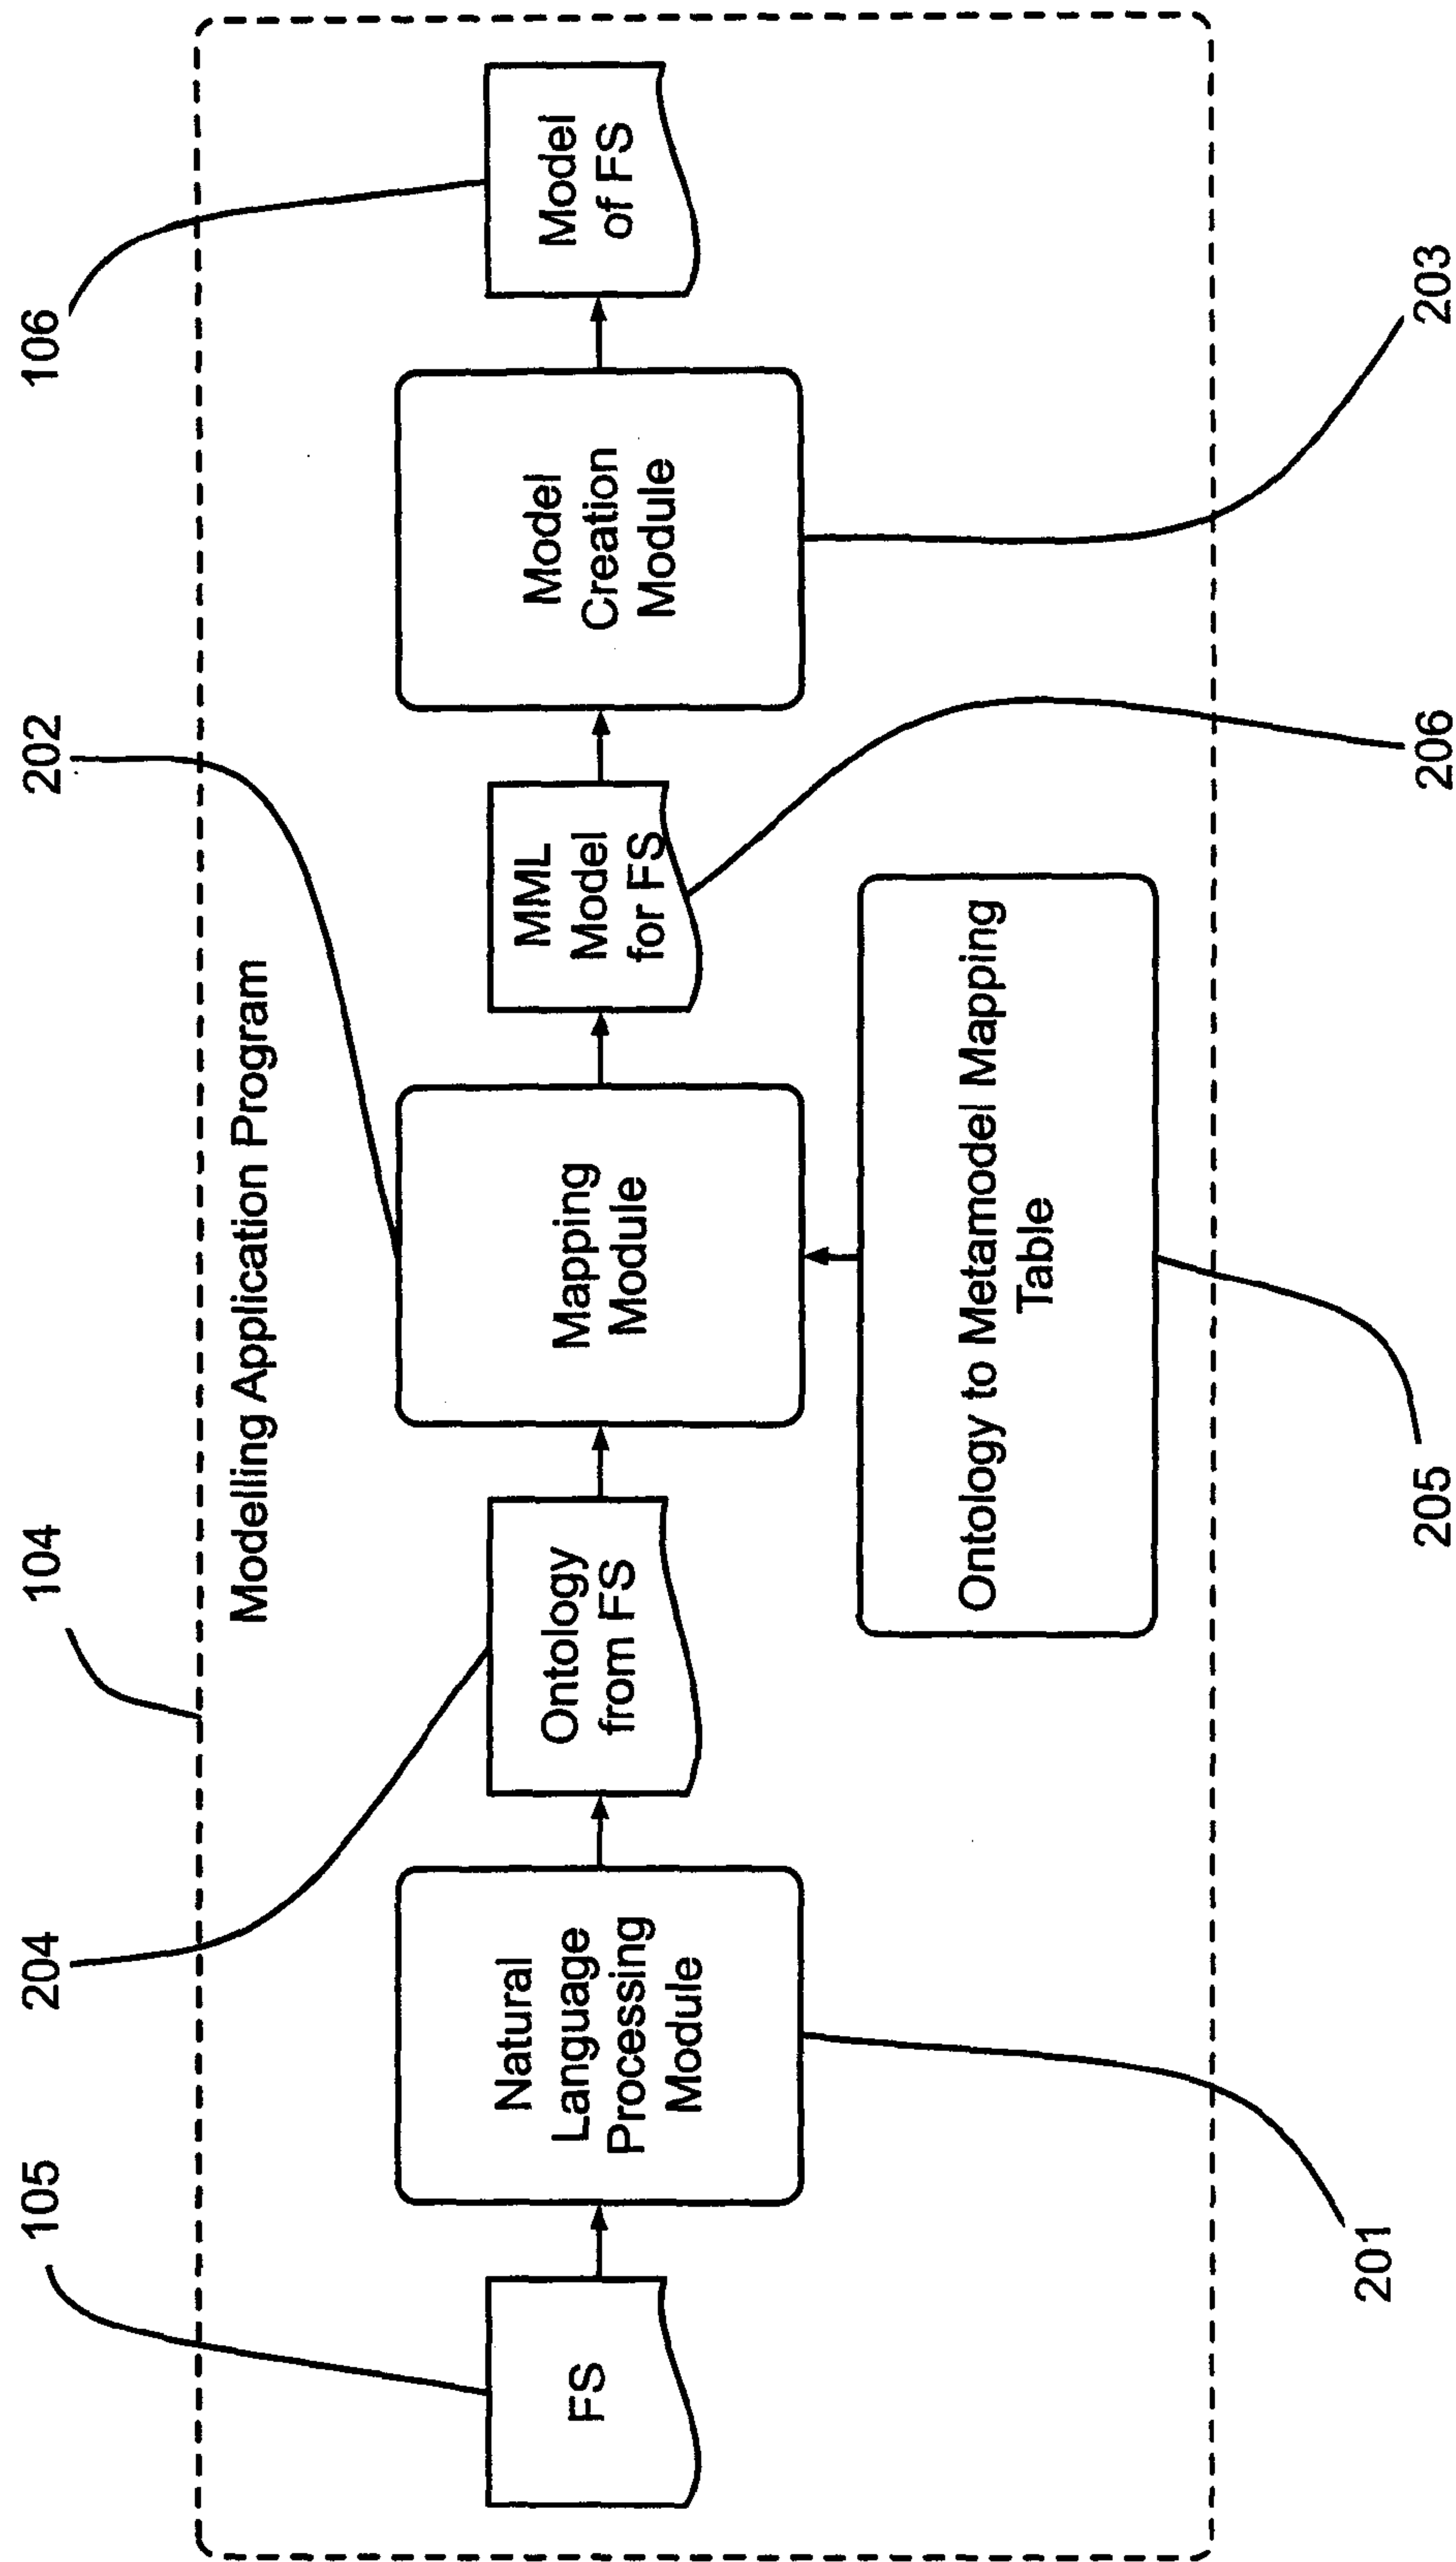 105
204
104
202
106
Modelling Application Program
FS
Natural
Language
Processing
Module
Ontology
from FS
Mapping
Module
MML
Model
for FS
Model
Creation
Module
Model
of FS
Ontology to Metamodel Mapping
Table
201
205
206
203